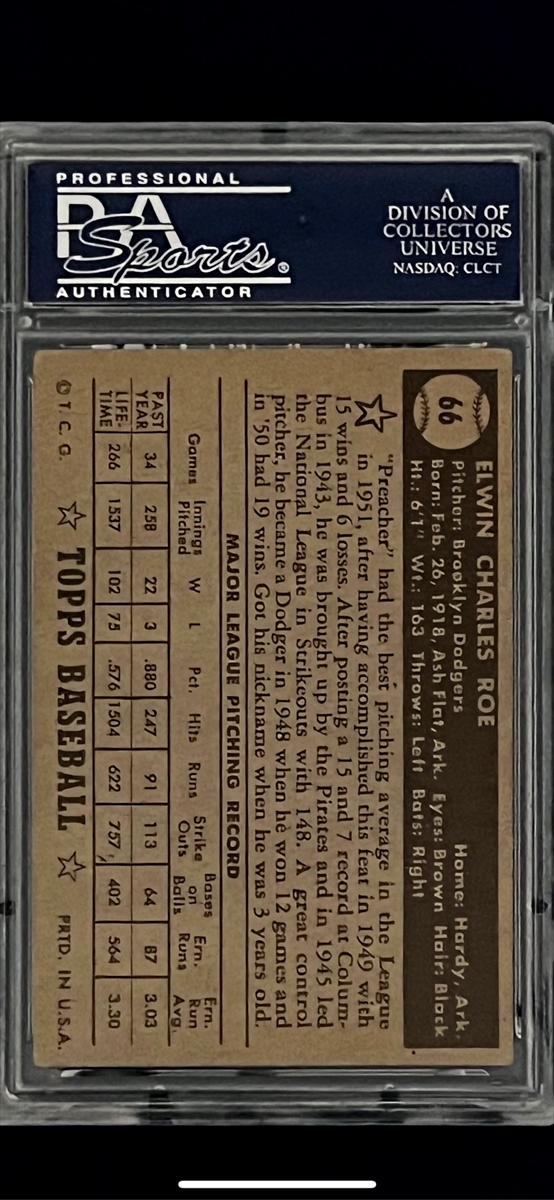 PROFESSIONAL
PSA
Sports®
AUTHENTICATOR
A
DIVISION OF
COLLECTORS
UNIVERSE
NASDAQ: CLCT
66
ELWIN CHARLES ROE
Pitcher: Brooklyn Dodgers Home: Hardy, Ark.
Born: Feb. 26, 1918, Ash Flat, Ark. Eyes: Brown Hair: Black
Ht.: 6'1" Wt.: 163 Throws: Left Bats: Right
"Preacher" had the best pitching average in the League
in 1951, after having accomplished this feat in 1949 with
15 wins and 6 losses. After posting a 15 and 7 record at Colum-
bus in 1943, he was brought up by the Pirates and in 1945 led
the National League in Strikeouts with 148. A great control
pitcher, he became a Dodger in 1948 when he won 12 games and
in '50 had 19 wins. Got his nickname when he was 3 years old.
MAJOR LEAGUE PITCHING RECORD
Games Innings Pitched W L Pct. Hits Runs Strike Outs Bases on Balls Ern. Runs Ern. Run Avg.
PAST YEAR 34 258 22 3 .880 247 91 113 64 87 3.03
LIFE-TIME 266 1537 102 75 .576 1504 622 757 402 564 3.30
© T. C. G. ☆ TOPPS BASEBALL ☆ PRTD. IN U.S.A.